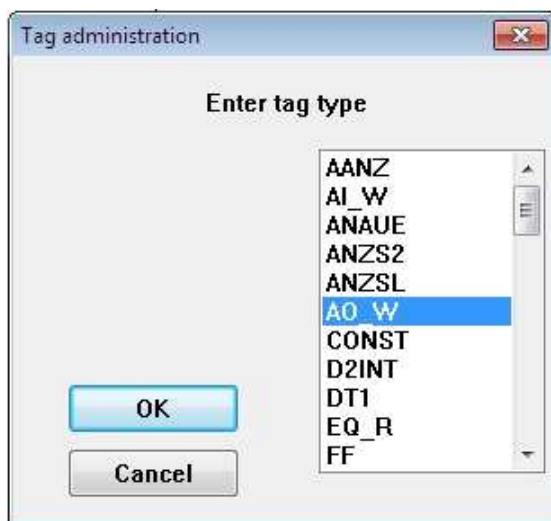 Tag administration
Enter tag type
AANZ
AI_W
ANAUE
ANZS2
ANZSL
AO_W
CONST
D2INT
DT1
EQ_R
FF
OK
Cancel